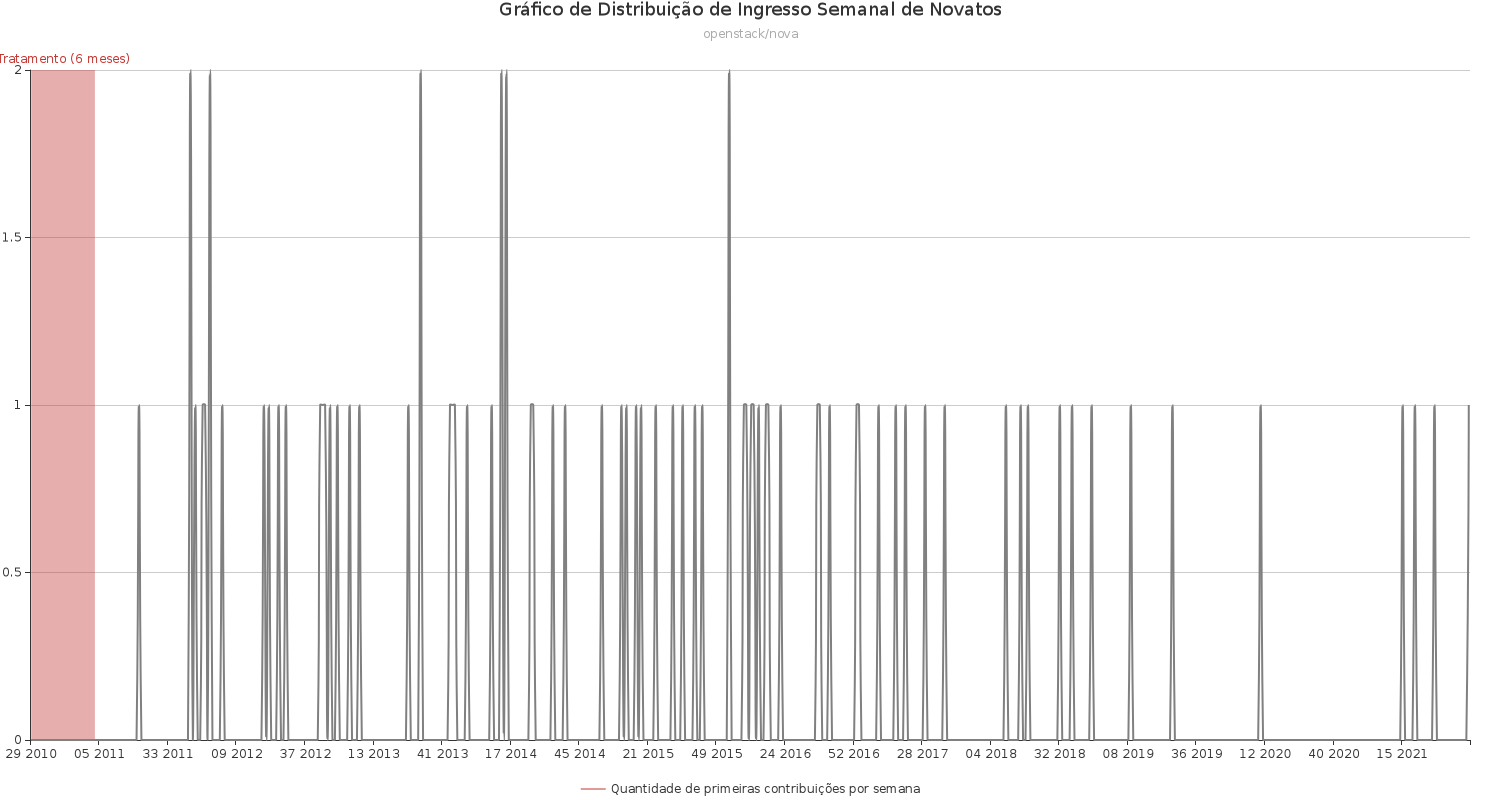 Gráfico de Distribuição de Ingresso Semanal de Novatos
openstack/nova
Tratamento (6 meses)
2
1.5
1
0.5
0
29 2010 05 2011 33 2011 09 2012 37 2012 13 2013 41 2013 17 2014 45 2014 21 2015 49 2015 24 2016 52 2016 28 2017 04 2018 32 2018 08 2019 36 2019 12 2020 40 2020 15 2021
Quantidade de primeiras contribuições por semana